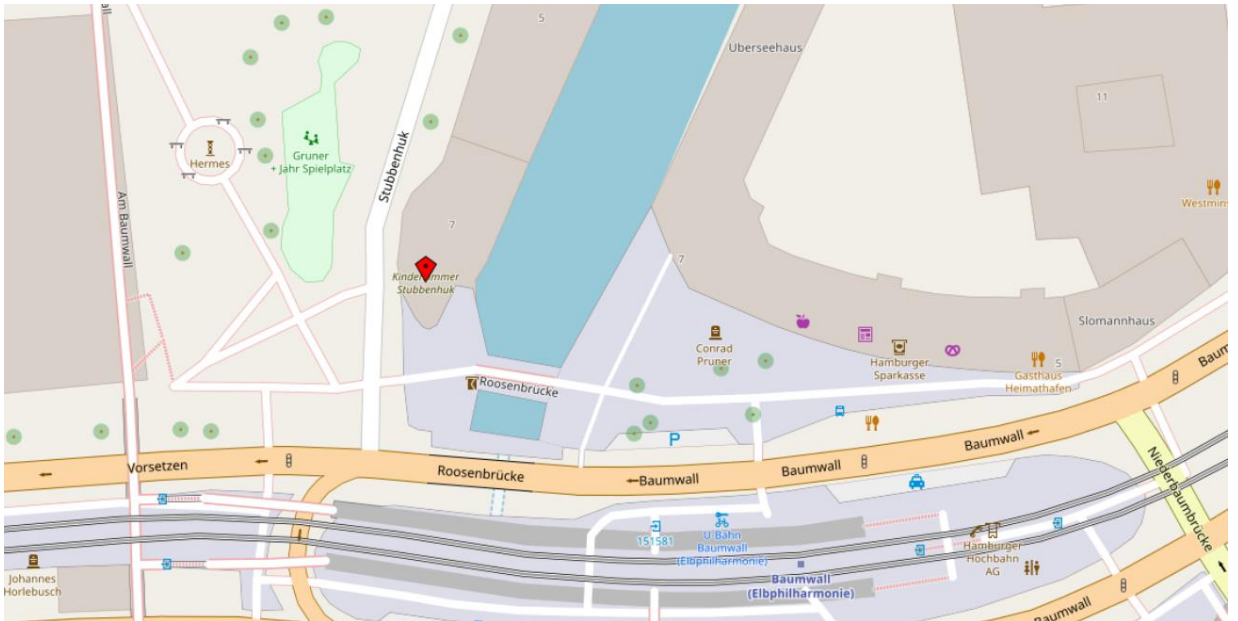 5
Uberseehaus
11
Hermes
Gruner
+ Jahr Spielplatz
Stubbenhuk
Am Baumwall
7
Stubbenhuk
7
Westmins
Slomannhaus
Conrad
Pruner
Hamburger
Sparkasse
5
Gasthaus
Heimathafen
Baum
Roosenbrücke
P
Baumwall
Baumwall
Baumwall
Roosenbrücke
Vorsetzen
Niederbaumbrücke
151581
U Bahn
Baumwall
(Elbphilharmonie)
Baumwall
(Elbphilharmonie)
Hamburger
Hochbahn
AG
Johannes
Horlebusch
Baumwall